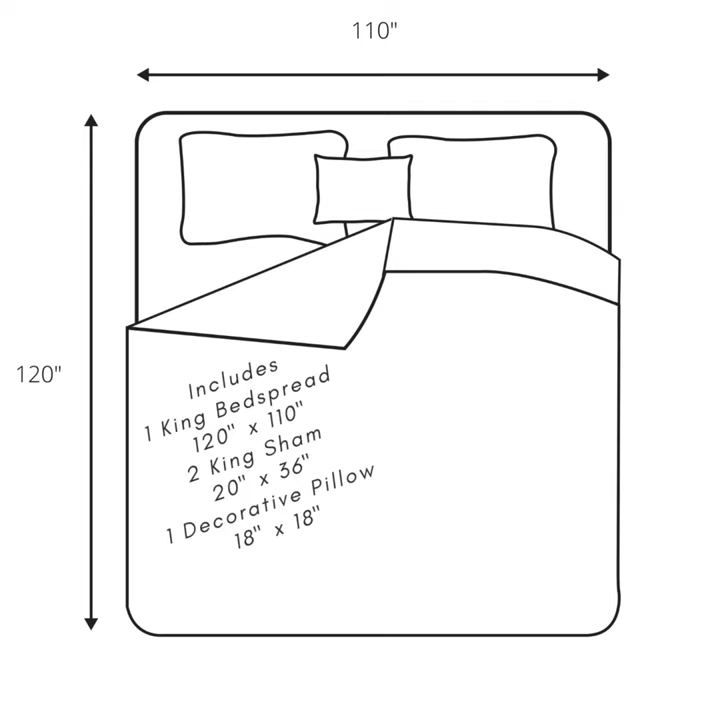 110"
120"
Includes
1 King Bedspread
120" x 110"
2 King Sham
20" x 36"
1 Decorative Pillow
18" x 18"